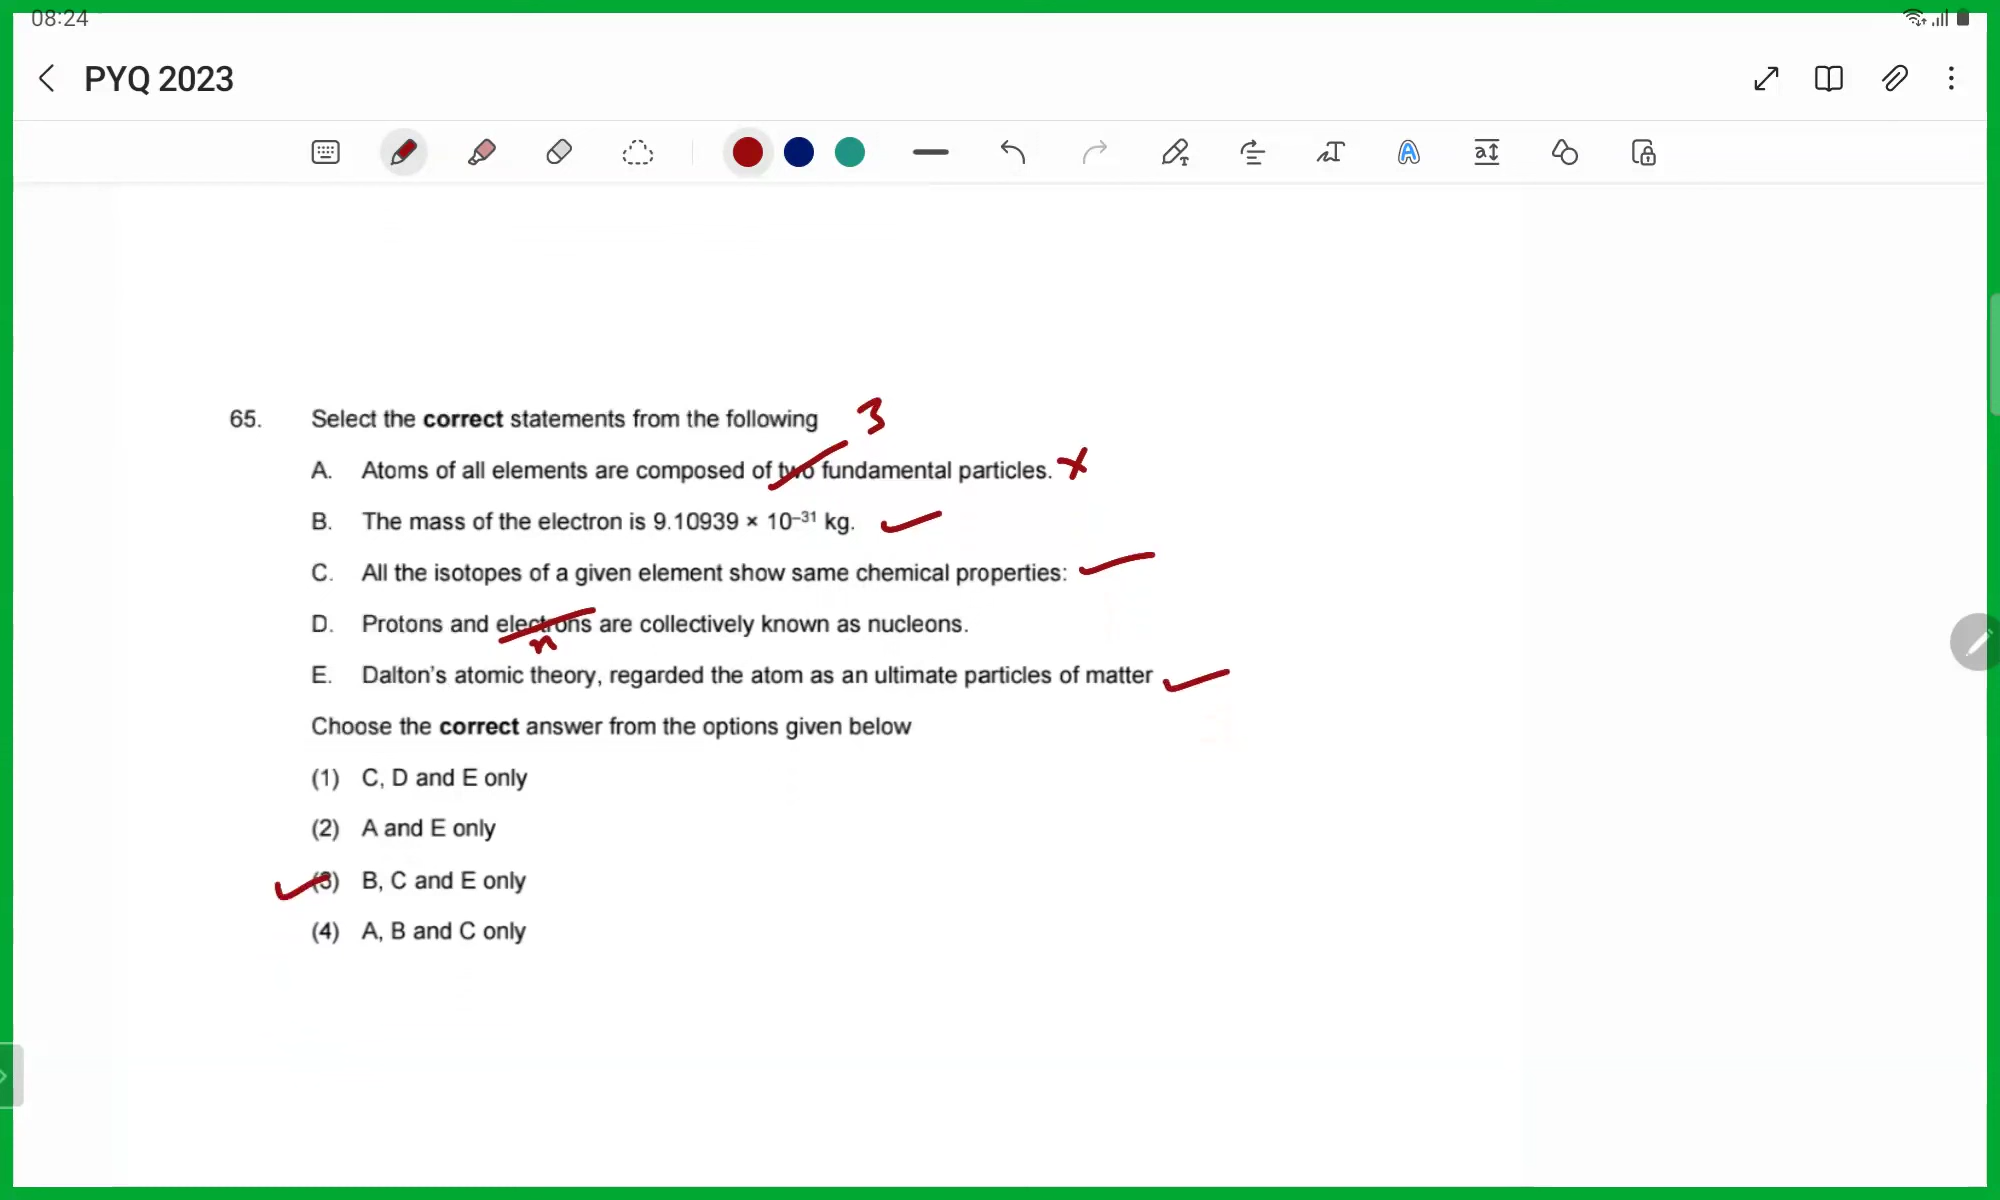 08:24
PYQ 2023
65. Select the correct statements from the following 3
A. Atoms of all elements are composed of two fundamental particles. ×
B. The mass of the electron is 9.10939 × 10⁻³¹ kg. ✓
C. All the isotopes of a given element show same chemical properties: ✓
D. Protons and electrons are collectively known as nucleons.
n
E. Dalton's atomic theory, regarded the atom as an ultimate particles of matter ✓
Choose the correct answer from the options given below
(1) C, D and E only
(2) A and E only
✓ (3) B, C and E only
(4) A, B and C only